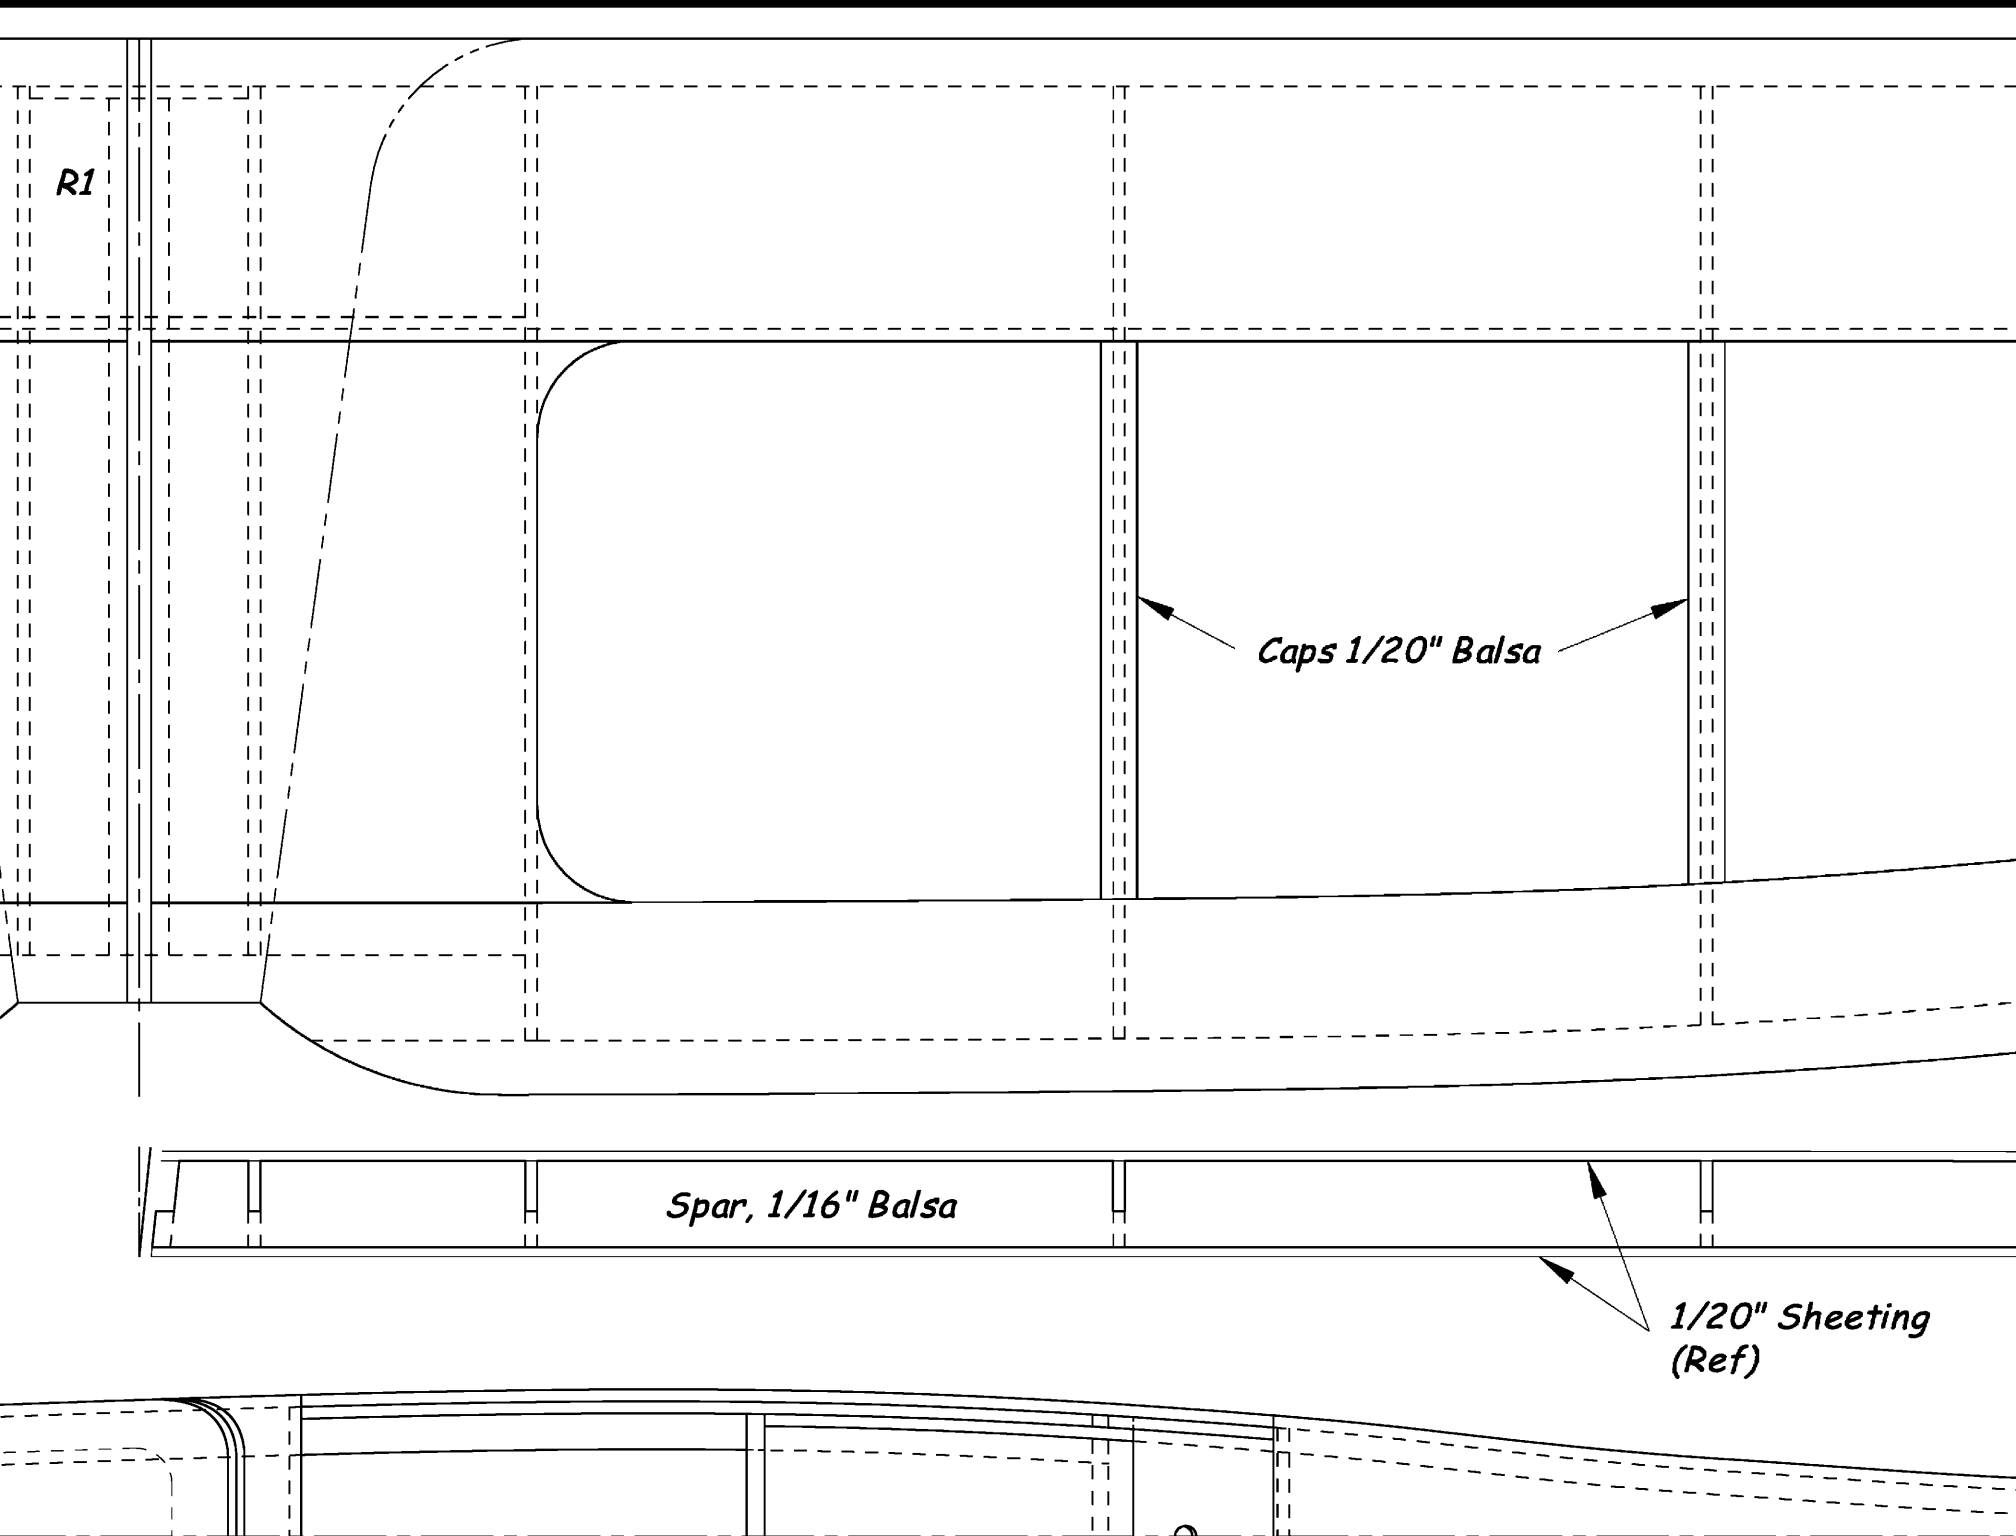 R1
Caps 1/20" Balsa
Spar, 1/16" Balsa
1/20" Sheeting
(Ref)